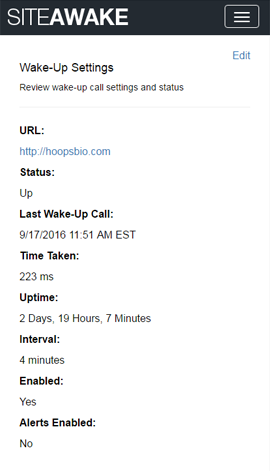 SITEAWAKE
Edit
Wake-Up Settings
Review wake-up call settings and status
URL:
http://hoopsbio.com
Status:
Up
Last Wake-Up Call:
9/17/2016 11:51 AM EST
Time Taken:
223 ms
Uptime:
2 Days, 19 Hours, 7 Minutes
Interval:
4 minutes
Enabled:
Yes
Alerts Enabled:
No